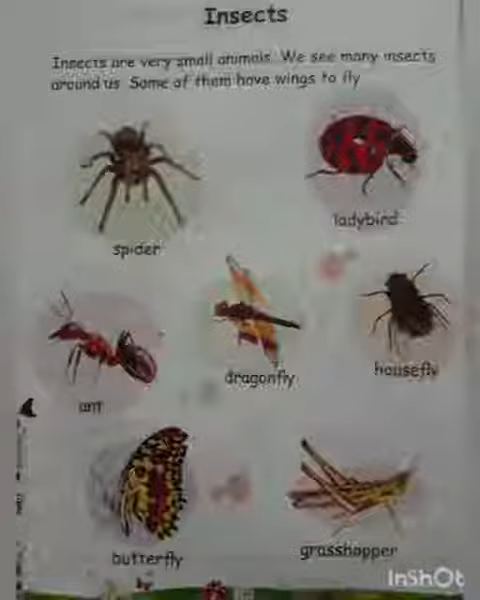 Insects
Insects are very small animals. We see many insects
around us. Some of them have wings to fly
spider
ladybird
ant
dragonfly
housefly
butterfly
grasshopper
InShOt